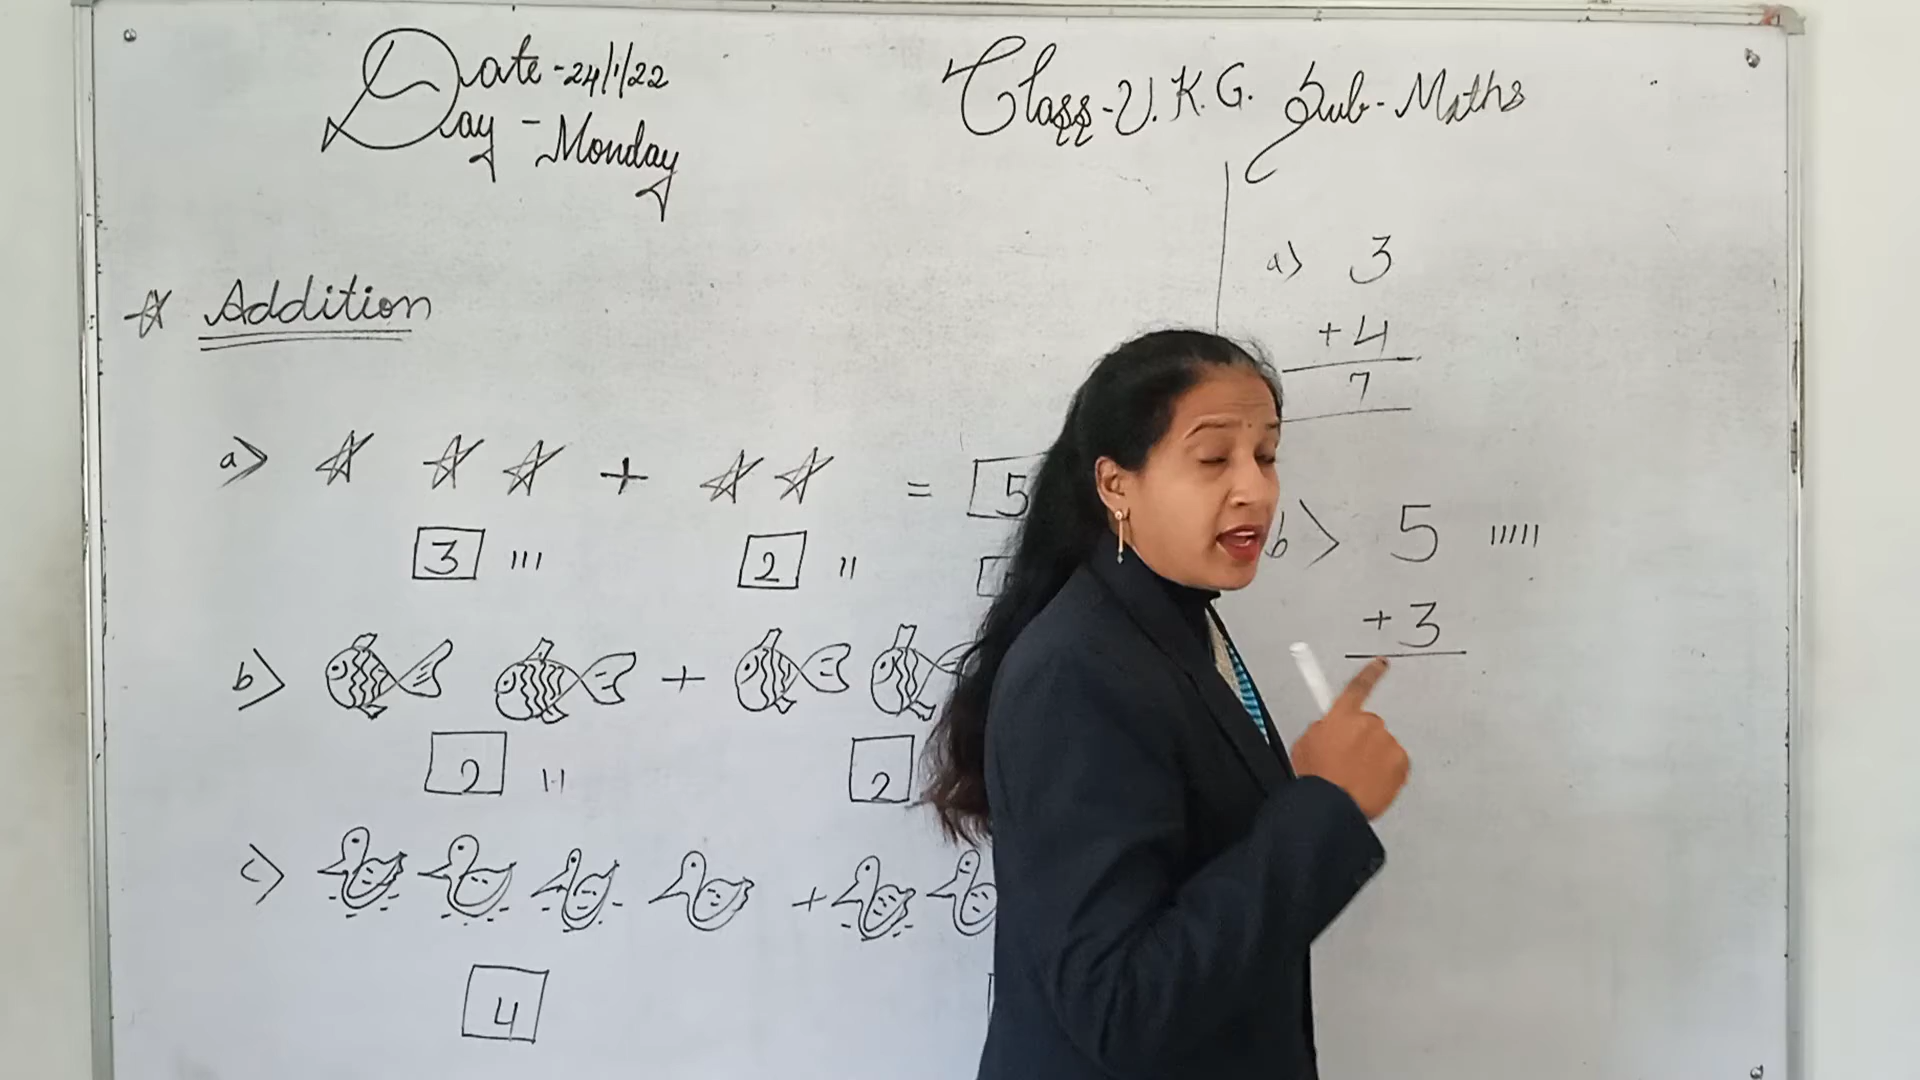 Date - 24/1/22
Day - Monday
Class - U.K.G. Sub - Maths
☆ Addition
a) ☆ ☆ ☆ + ☆ ☆ = 5
3 ||| 2 ||
b) +
2 || 2
c) +
4
a) 3
+4
7
b) 5 |||||
+3